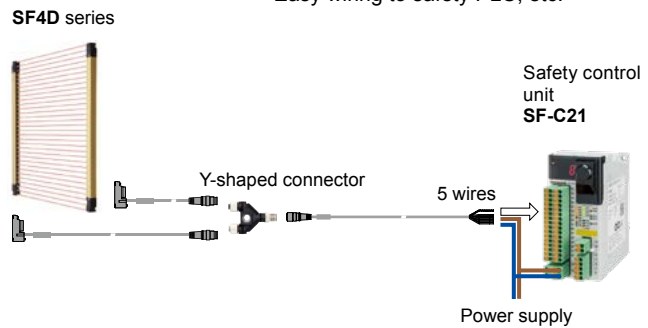 Easy wiring to safety PLC, etc.
SF4D series
Safety control
unit
SF-C21
Y-shaped connector
5 wires
Power supply